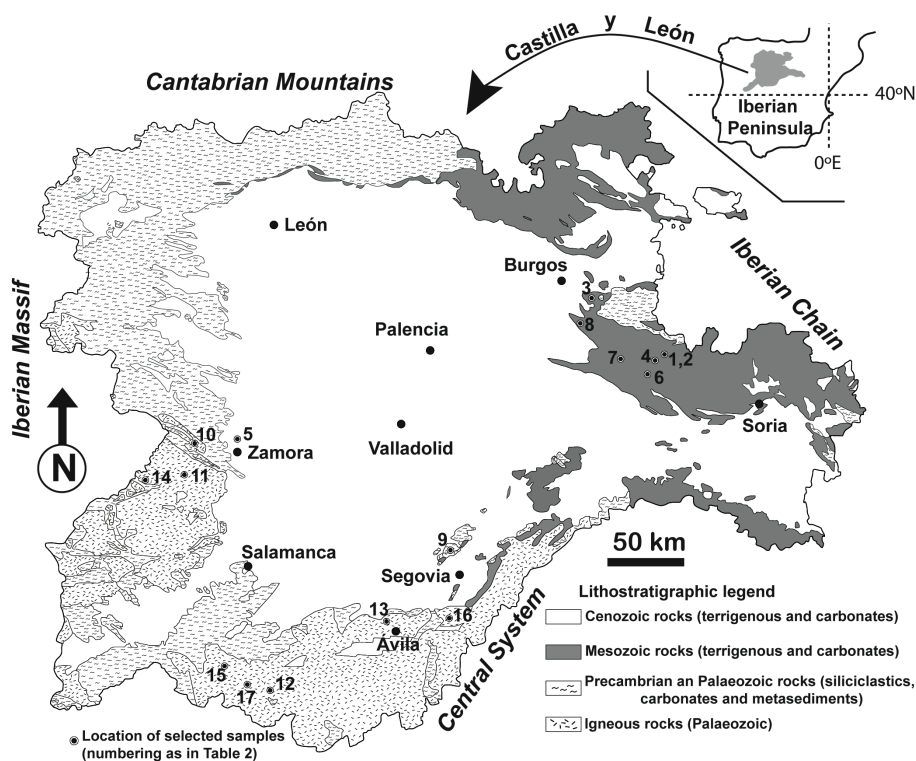 Castilla y León
Cantabrian Mountains
40ºN
Iberian
Peninsula
0ºE
León
Iberian Chain
Burgos
3
Iberian Massif
8
Palencia
7
4
1,2
6
Soria
10
5
Valladolid
N
Zamora
14
11
9
50 km
Salamanca
Segovia
Lithostratigraphic legend
Cenozoic rocks (terrigenous and carbonates)
13
16
Ávila
Central System
Mesozoic rocks (terrigenous and carbonates)
15
17
12
Precambrian an Palaeozoic rocks (siliciclastics,
carbonates and metasediments)
Igneous rocks (Palaeozoic)
Location of selected samples
(numbering as in Table 2)